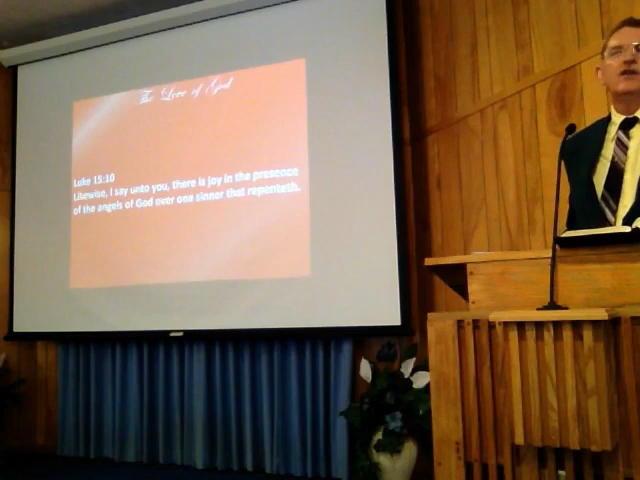 The Love of God
Luke 15:10
Likewise, I say unto you, there is joy in the presence
of the angels of God over one sinner that repenteth.